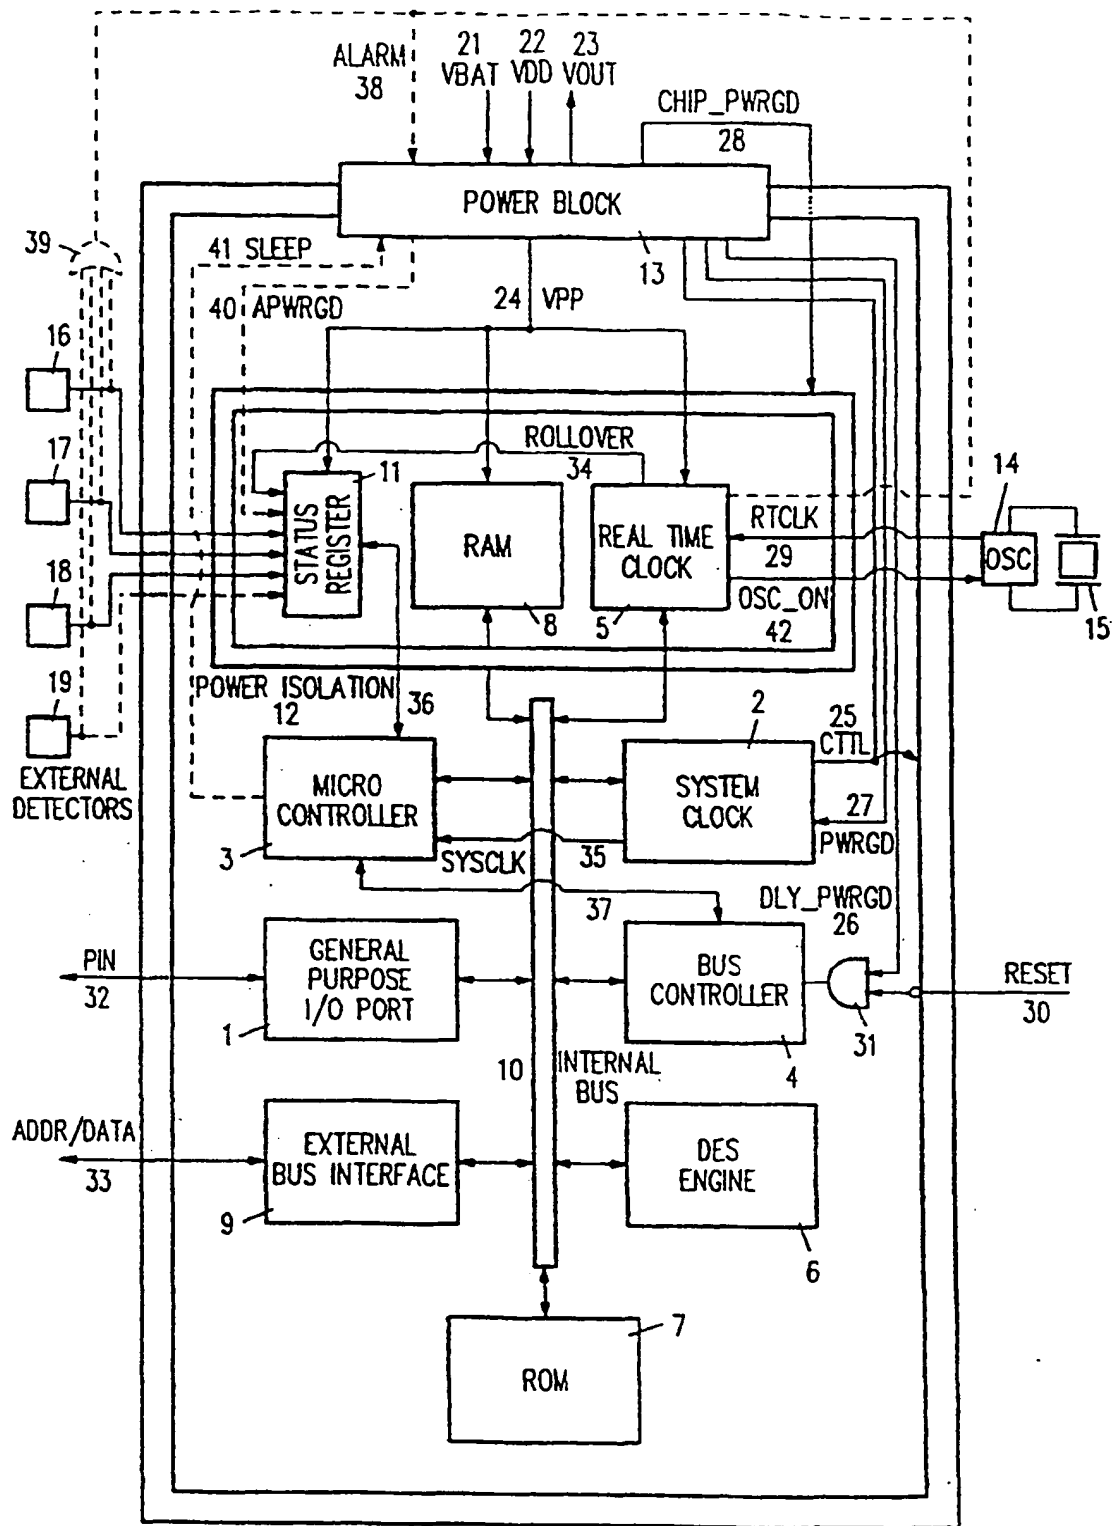 ALARM
38
21
VBAT
22
VDD
23
VOUT
CHIP_PWRGD
28
POWER BLOCK
13
39
41 SLEEP
40 APWRGD
24 VPP
16
17
18
19
EXTERNAL
DETECTORS
ROLLOVER
34
11
STATUS
REGISTER
RAM
8
REAL TIME
CLOCK
5
RTCLK
29
OSC_ON
42
14
OSC
15
POWER ISOLATION
12
36
MICRO
CONTROLLER
3
2
SYSTEM
CLOCK
25
CTTL
27
PWRGD
SYSCLK
35
37
DLY_PWRGD
26
PIN
32
GENERAL
PURPOSE
I/O PORT
1
BUS
CONTROLLER
4
31
RESET
30
10
INTERNAL
BUS
ADDR/DATA
33
EXTERNAL
BUS INTERFACE
9
DES
ENGINE
6
7
ROM